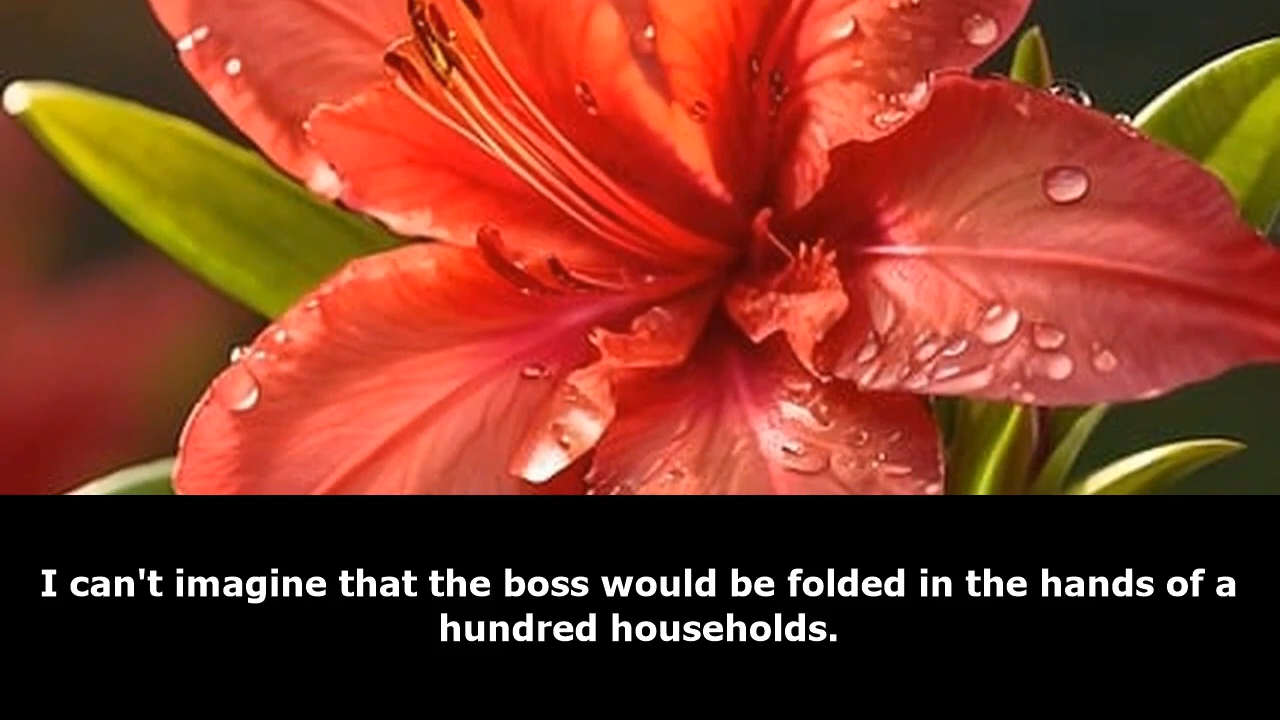 I can't imagine that the boss would be folded in the hands of a
hundred households.